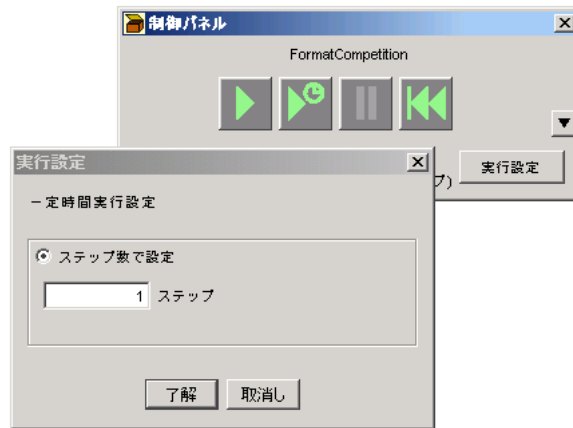 制御パネル
FormatCompetition
プ)
実行設定
実行設定
一定時間実行設定
ステップ数で設定
1 ステップ
了解
取消し